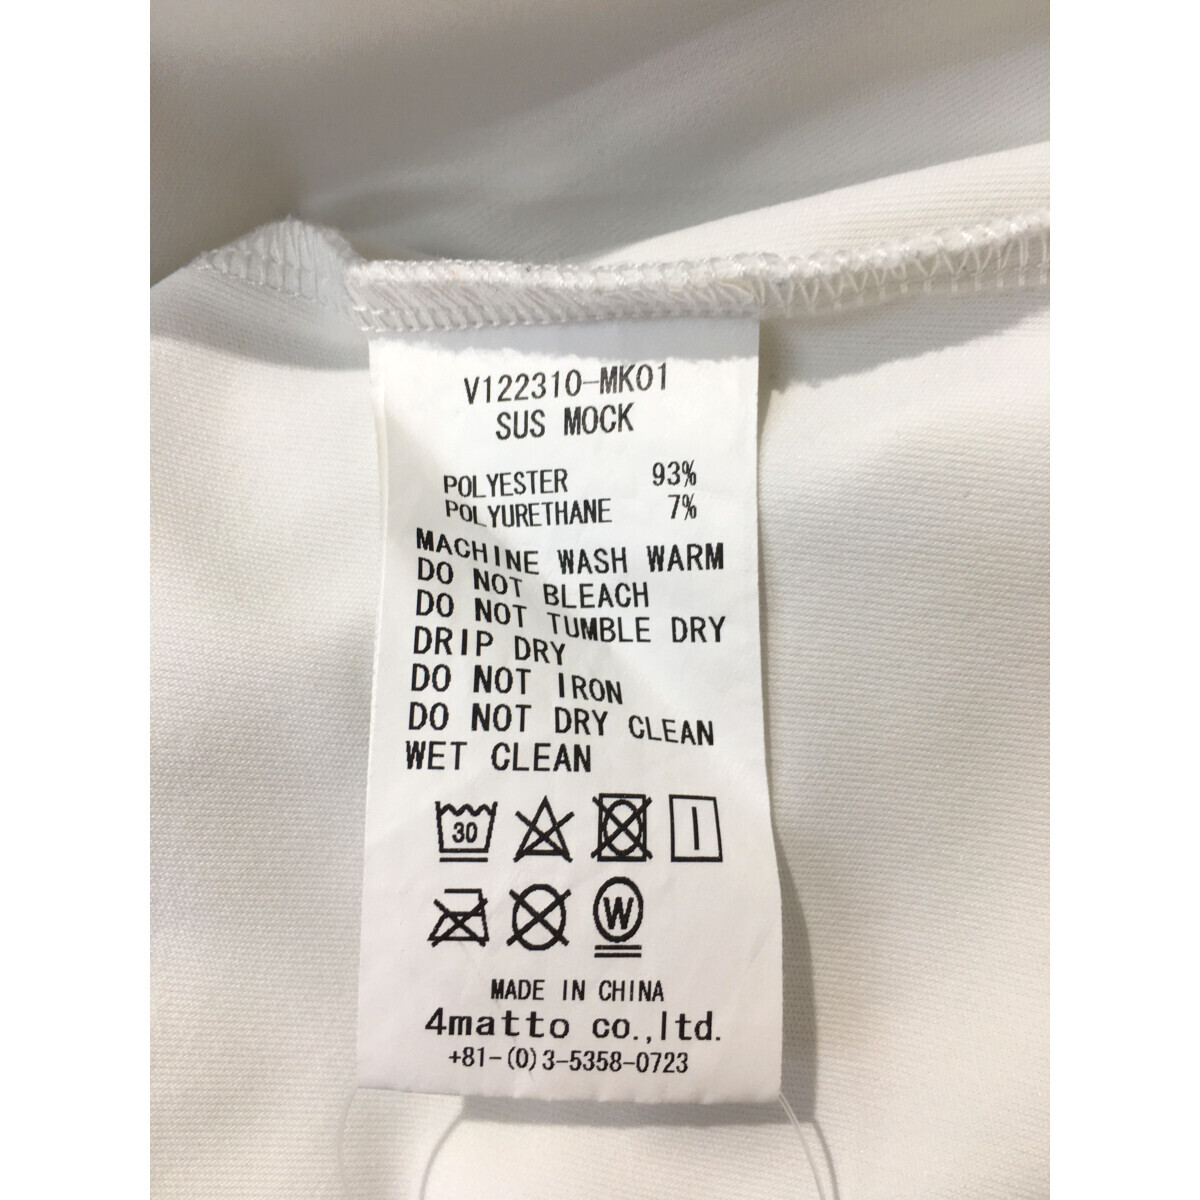 V122310-MK01
SUS MOCK
POLYESTER 93%
POLYURETHANE 7%
MACHINE WASH WARM
DO NOT BLEACH
DO NOT TUMBLE DRY
DRIP DRY
DO NOT IRON
DO NOT DRY CLEAN
WET CLEAN
30
W
MADE IN CHINA
4matto co.,ltd.
+81-(0)3-5358-0723